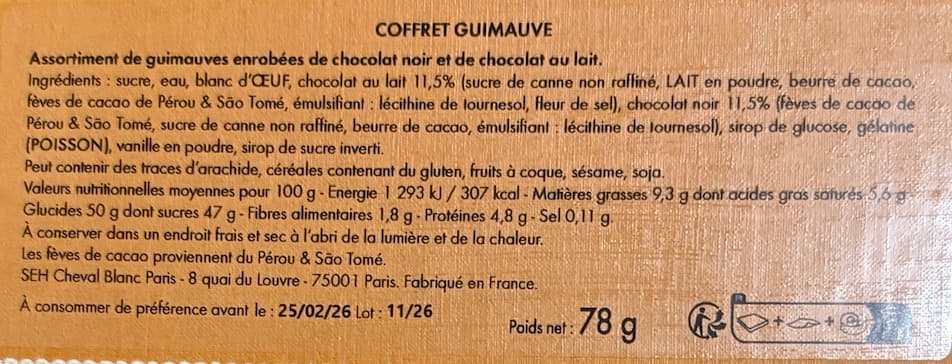 COFFRET GUIMAUVE
Assortiment de guimauves enrobées de chocolat noir et de chocolat au lait.
Ingrédients : sucre, eau, blanc d'ŒUF, chocolat au lait 11,5% (sucre de canne non raffiné, LAIT en poudre, beurre de cacao,
fèves de cacao de Pérou & São Tomé, émulsifiant : lécithine de tournesol, fleur de sel), chocolat noir 11,5% (fèves de cacao de
Pérou & São Tomé, sucre de canne non raffiné, beurre de cacao, émulsifiant : lécithine de tournesol), sirop de glucose, gélatine
(POISSON), vanille en poudre, sirop de sucre inverti.
Peut contenir des traces d'arachide, céréales contenant du gluten, fruits à coque, sésame, soja.
Valeurs nutritionnelles moyennes pour 100 g - Energie 1 293 kJ / 307 kcal - Matières grasses 9,3 g dont acides gras saturés 5,6 g -
Glucides 50 g dont sucres 47 g - Fibres alimentaires 1,8 g - Protéines 4,8 g - Sel 0,11 g.
À conserver dans un endroit frais et sec à l'abri de la lumière et de la chaleur.
Les fèves de cacao proviennent du Pérou & São Tomé.
SEH Cheval Blanc Paris - 8 quai du Louvre - 75001 Paris. Fabriqué en France.
À consommer de préférence avant le : 25/02/26 Lot : 11/26
Poids net : 78 g